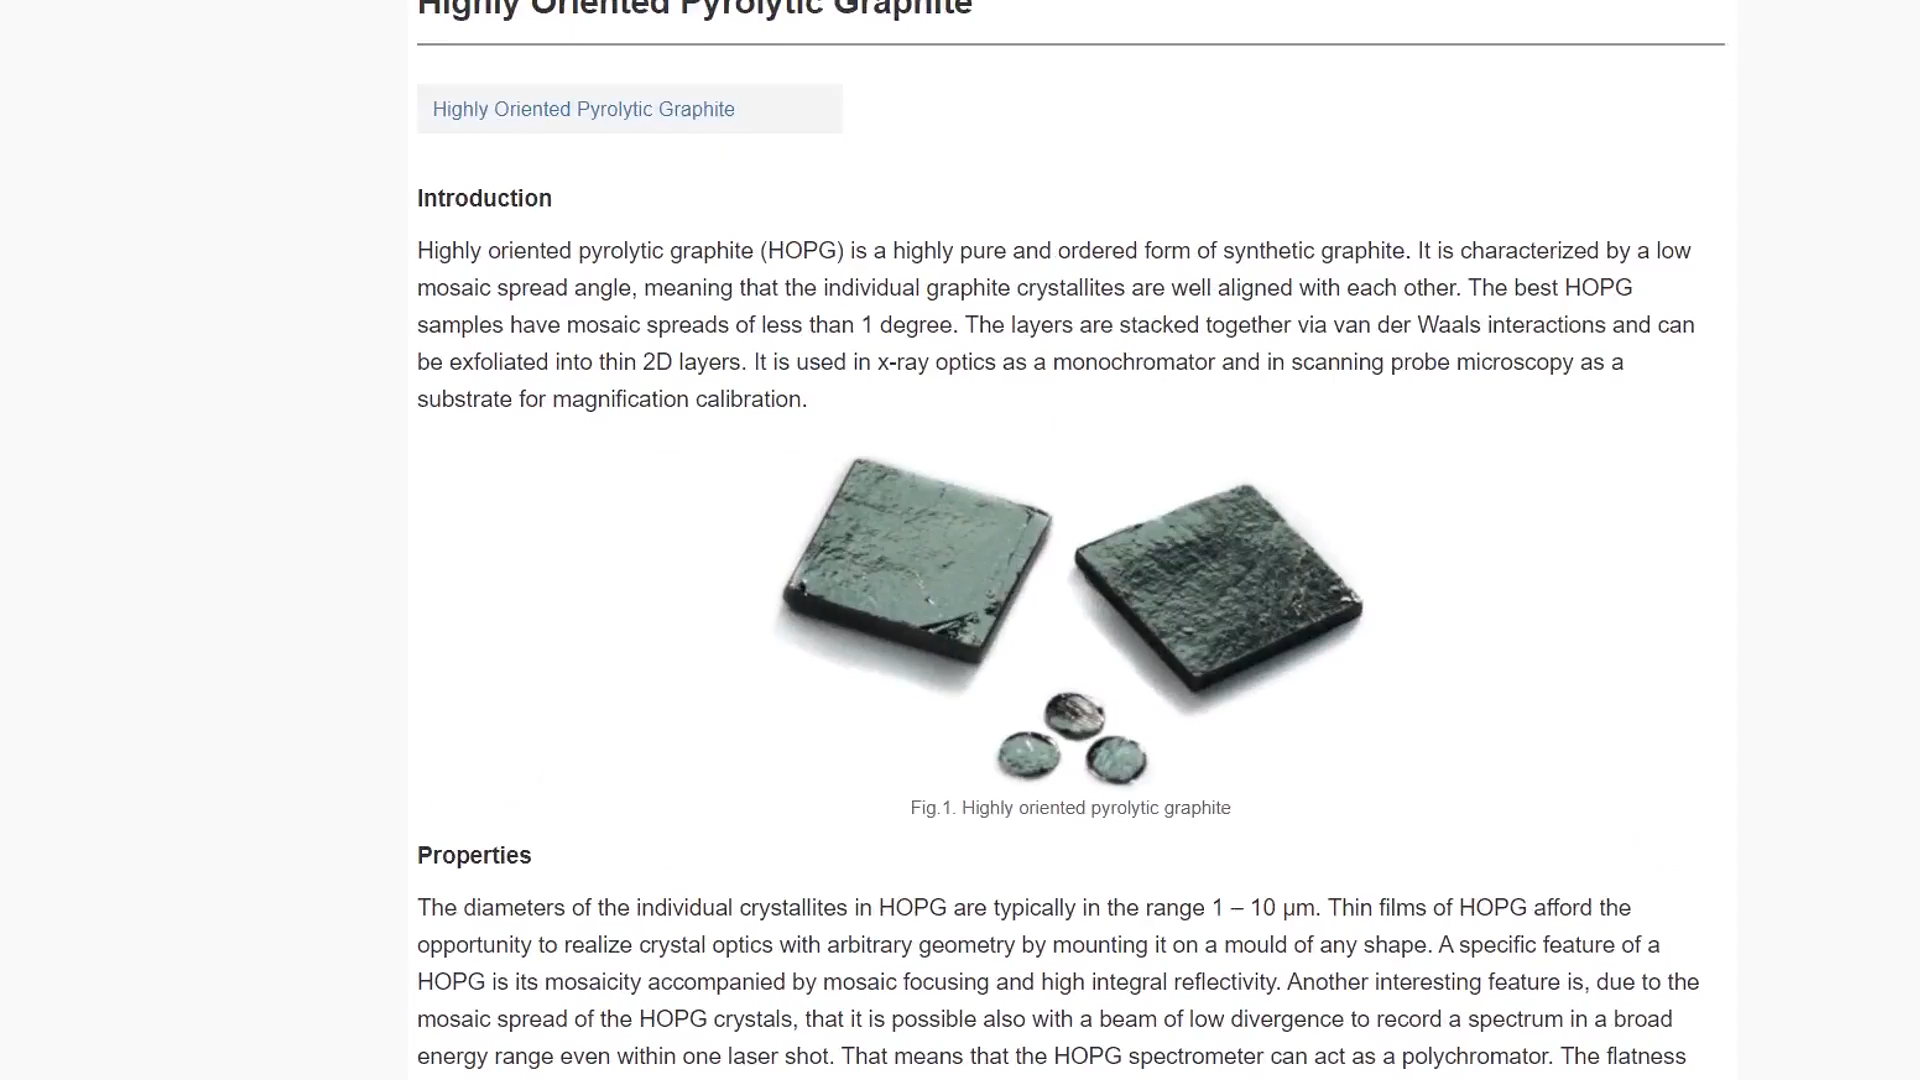 Highly Oriented Pyrolytic Graphite
Highly Oriented Pyrolytic Graphite
Introduction
Highly oriented pyrolytic graphite (HOPG) is a highly pure and ordered form of synthetic graphite. It is characterized by a low
mosaic spread angle, meaning that the individual graphite crystallites are well aligned with each other. The best HOPG
samples have mosaic spreads of less than 1 degree. The layers are stacked together via van der Waals interactions and can
be exfoliated into thin 2D layers. It is used in x-ray optics as a monochromator and in scanning probe microscopy as a
substrate for magnification calibration.
Fig.1. Highly oriented pyrolytic graphite
Properties
The diameters of the individual crystallites in HOPG are typically in the range 1 – 10 μm. Thin films of HOPG afford the
opportunity to realize crystal optics with arbitrary geometry by mounting it on a mould of any shape. A specific feature of a
HOPG is its mosaicity accompanied by mosaic focusing and high integral reflectivity. Another interesting feature is, due to the
mosaic spread of the HOPG crystals, that it is possible also with a beam of low divergence to record a spectrum in a broad
energy range even within one laser shot. That means that the HOPG spectrometer can act as a polychromator. The flatness